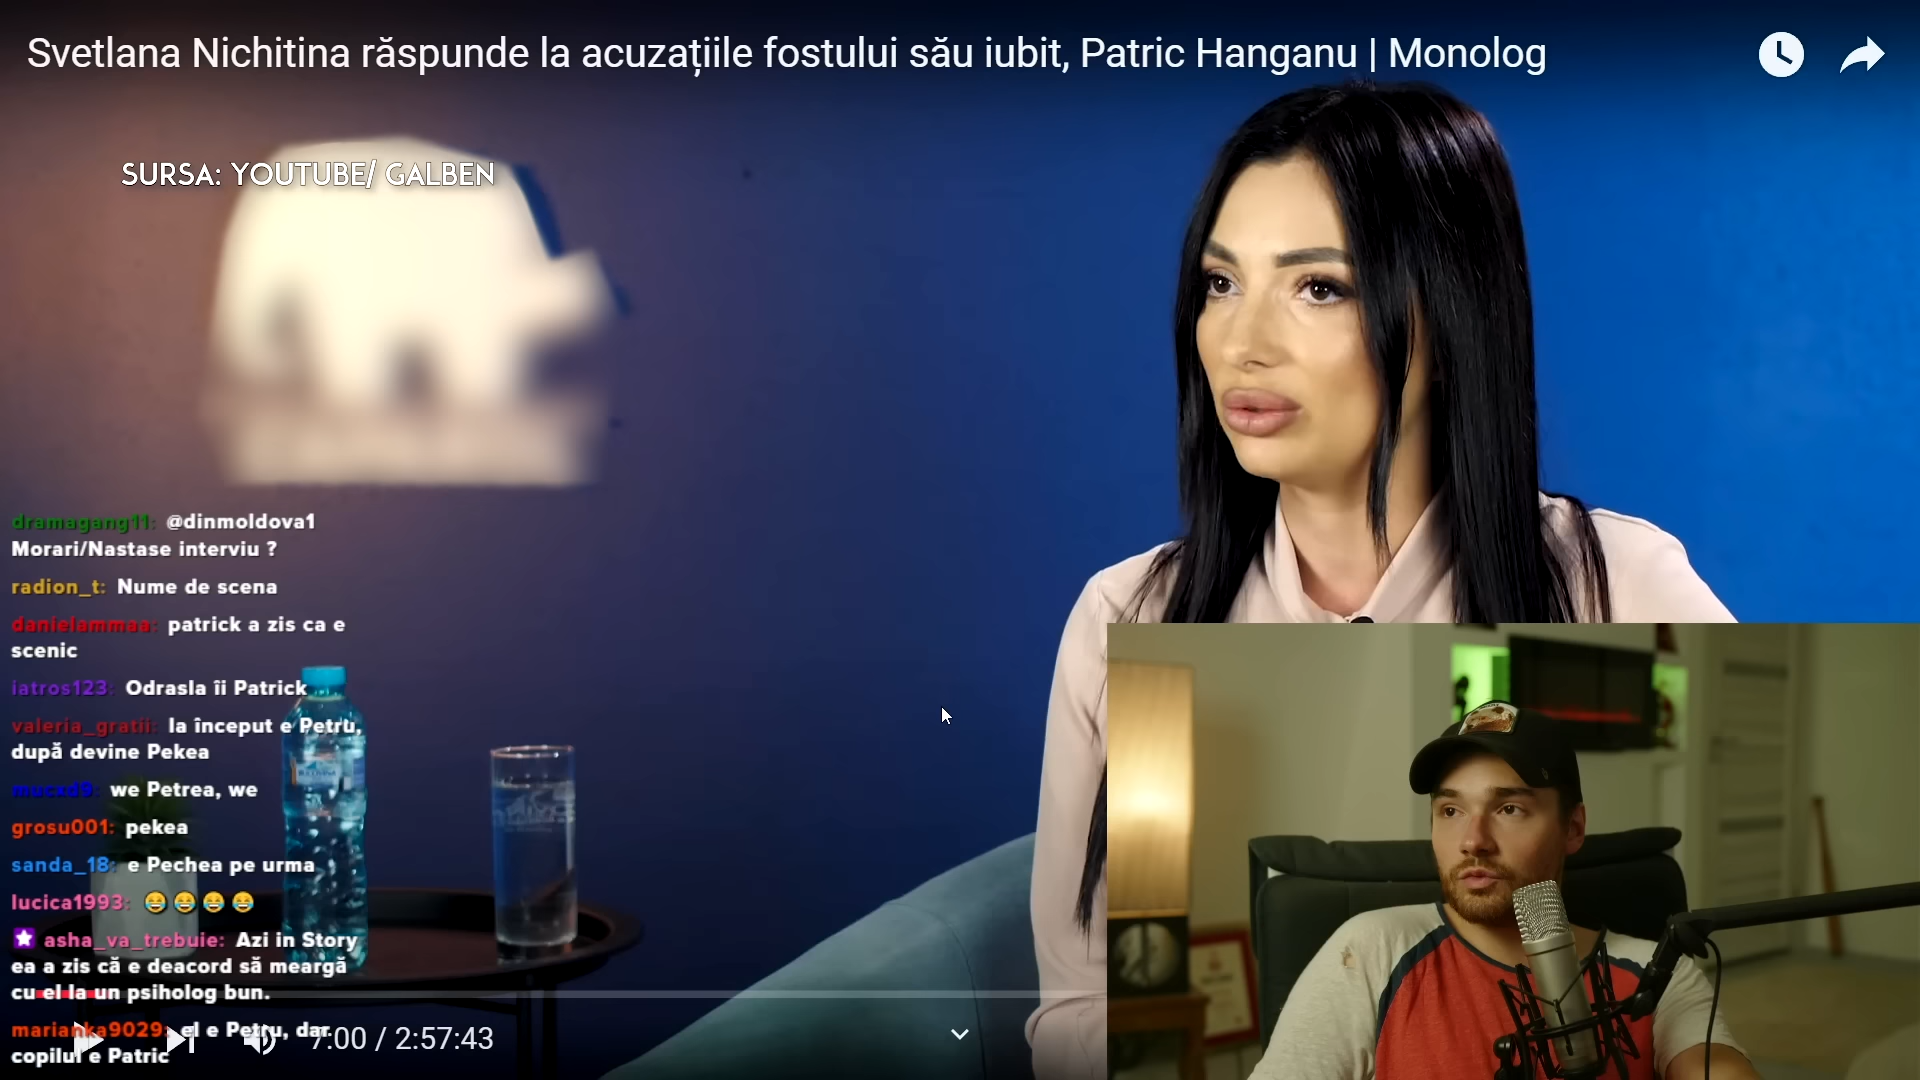 Svetlana Nichitina răspunde la acuzațiile fostului său iubit, Patric Hanganu | Monolog
SURSA: YOUTUBE/ GALBEN
dramagang11: @dinmoldova1
Morari/Nastase interviu ?
radion_t: Nume de scena
danielammaa: patrick a zis ca e
scenic
iatros123: Odrasla îi Patrick
valeria_gratii: la început e Petru,
după devine Pekea
mucxd9: we Petrea, we
grosu001: pekea
sanda_18: e Pechea pe urma
lucica1993: 😂😂😂😂
asha_va_trebuie: Azi in Story
ea a zis că e deacord să meargă
cu el la un psiholog bun.
marianka9029: el e Petru, dar
copilul e Patric
7:00 / 2:57:43